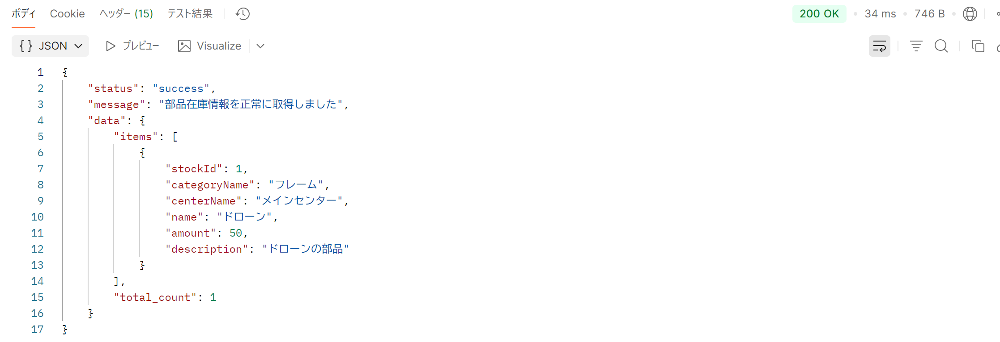 ボディ Cookie ヘッダー (15) テスト結果 200 OK 34 ms 746 B
{ } JSON プレビュー Visualize
1 {
2 "status": "success",
3 "message": "部品在庫情報を正常に取得しました",
4 "data": {
5 "items": [
6 {
7 "stockId": 1,
8 "categoryName": "フレーム",
9 "centerName": "メインセンター",
10 "name": "ドローン",
11 "amount": 50,
12 "description": "ドローンの部品"
13 }
14 ],
15 "total_count": 1
16 }
17 }